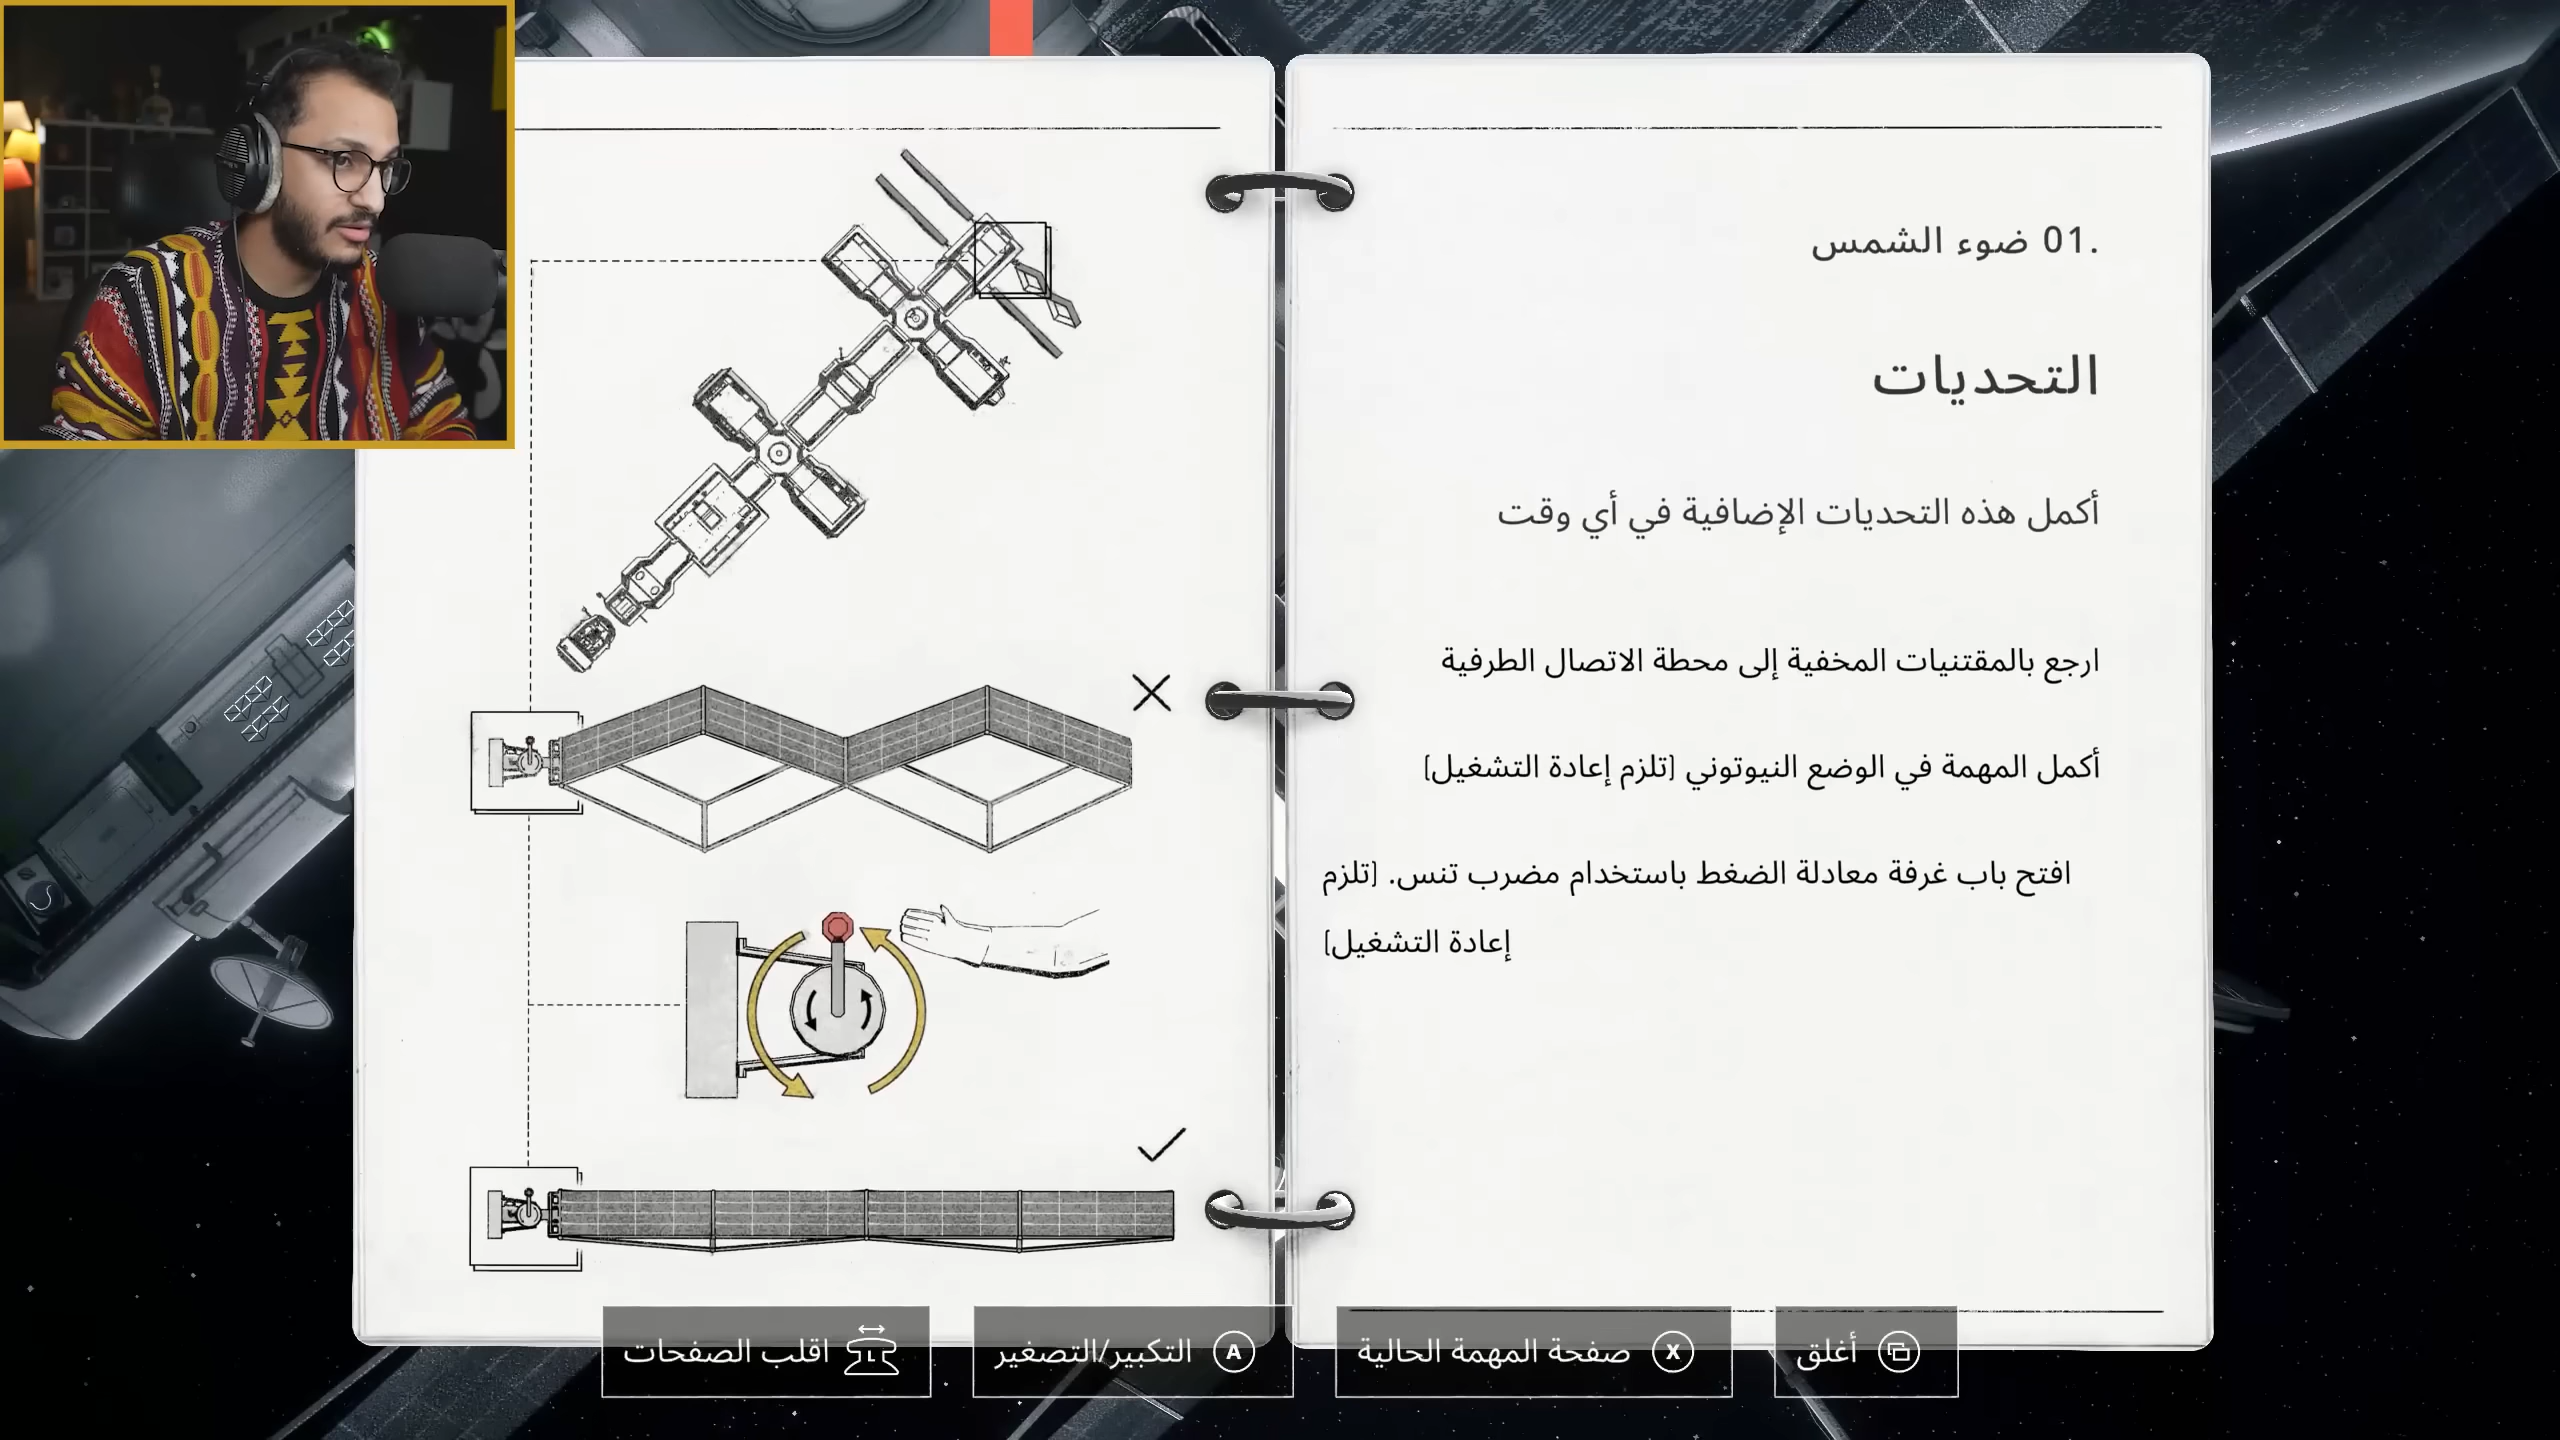 01. ضوء الشمس
التحديات
أكمل هذه التحديات الإضافية في أي وقت
ارجع بالمقتنيات المخفية إلى محطة الاتصال الطرفية
أكمل المهمة في الوضع النيوتوني [تلزم إعادة التشغيل]
افتح باب غرفة معادلة الضغط باستخدام مضرب تنس. [تلزم
إعادة التشغيل]
أغلق
X صفحة المهمة الحالية
A التكبير/التصغير
L اقلب الصفحات